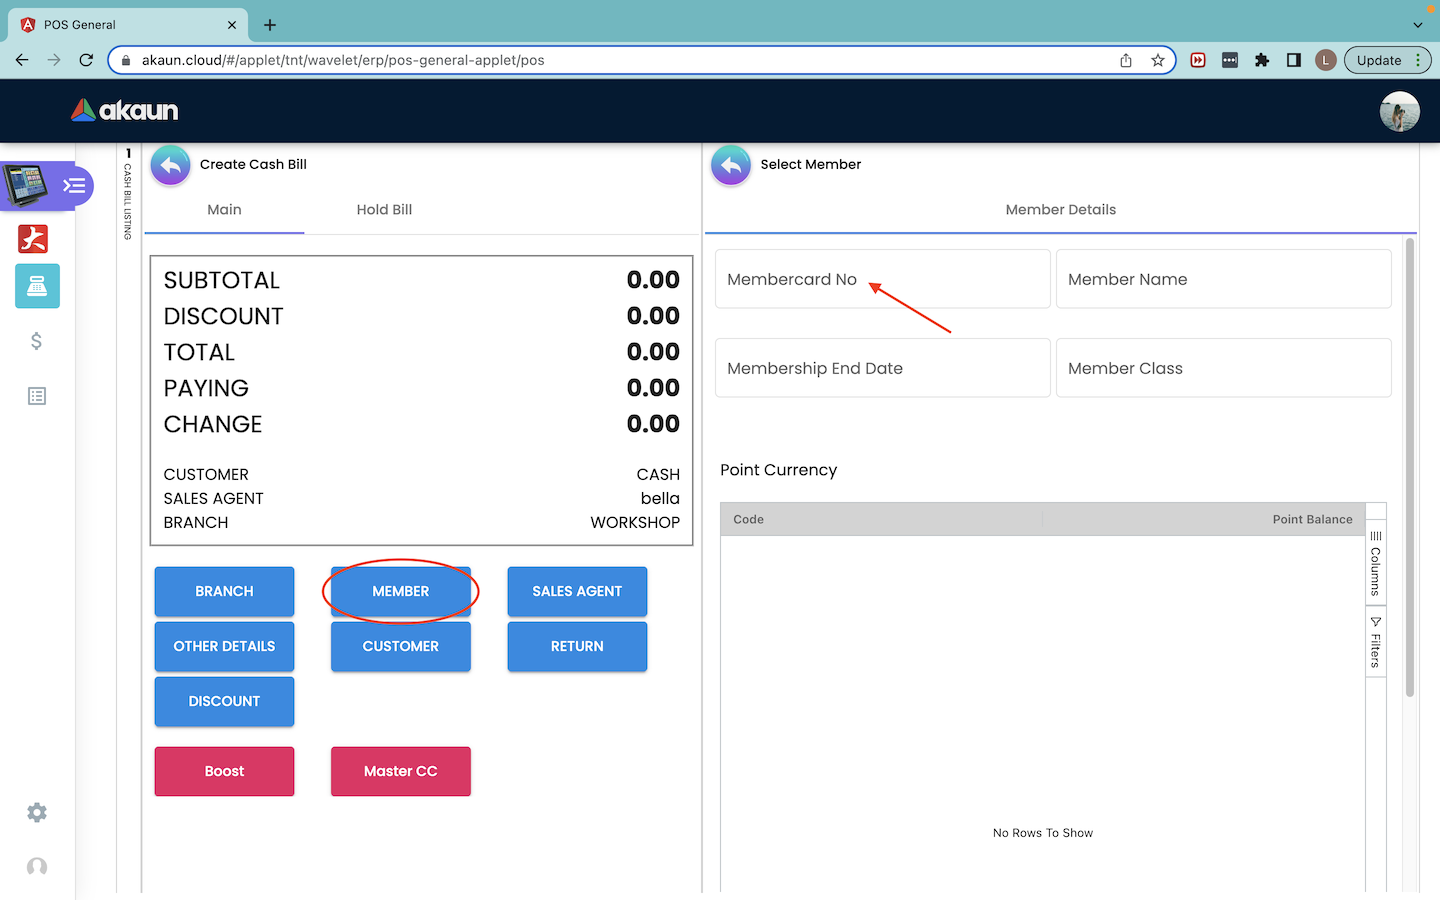 POS General
akaun.cloud/#/applet/tnt/wavelet/erp/pos-general-applet/pos
L
Update
akaun
1
CASH BILL LISTING
Create Cash Bill
Main
Hold Bill
SUBTOTAL 0.00
DISCOUNT 0.00
TOTAL 0.00
PAYING 0.00
CHANGE 0.00
CUSTOMER CASH
SALES AGENT bella
BRANCH WORKSHOP
BRANCH
MEMBER
SALES AGENT
OTHER DETAILS
CUSTOMER
RETURN
DISCOUNT
Boost
Master CC
Select Member
Member Details
Membercard No
Member Name
Membership End Date
Member Class
Point Currency
Code
Point Balance
Columns
Filters
No Rows To Show